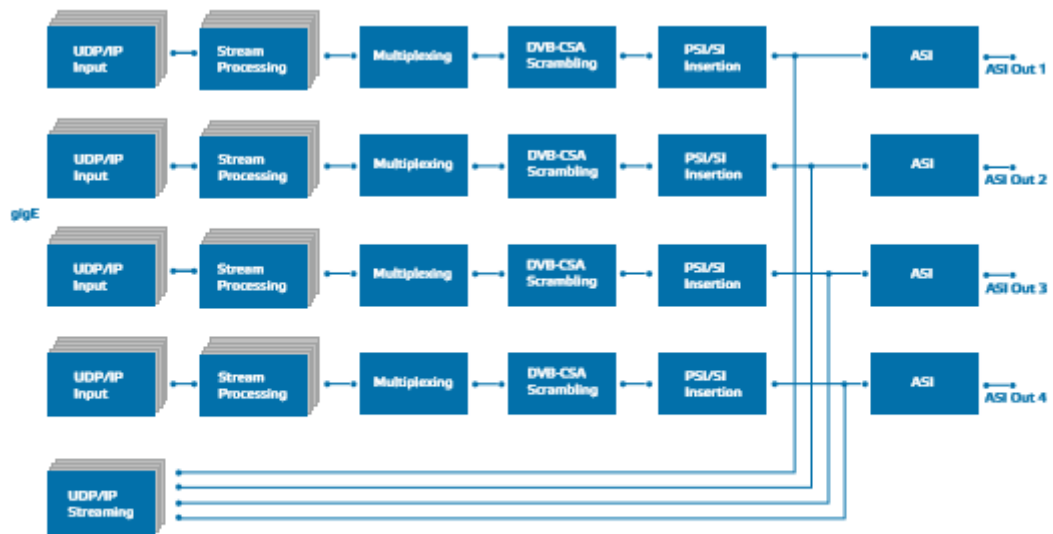 UDP/IP
Input
Stream
Processing
Multiplexing
DVB-CSA
Scrambling
PSI/SI
Insertion
ASI
ASI Out 1
UDP/IP
Input
Stream
Processing
Multiplexing
DVB-CSA
Scrambling
PSI/SI
Insertion
ASI
ASI Out 2
gigE
UDP/IP
Input
Stream
Processing
Multiplexing
DVB-CSA
Scrambling
PSI/SI
Insertion
ASI
ASI Out 3
UDP/IP
Input
Stream
Processing
Multiplexing
DVB-CSA
Scrambling
PSI/SI
Insertion
ASI
ASI Out 4
UDP/IP
Streaming